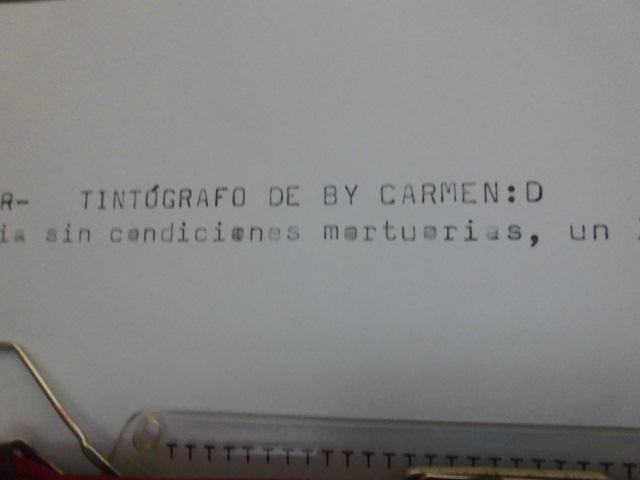 R- TINTÓGRAFO DE BY CARMEN:D
ia sin condiciones mortuorias, un